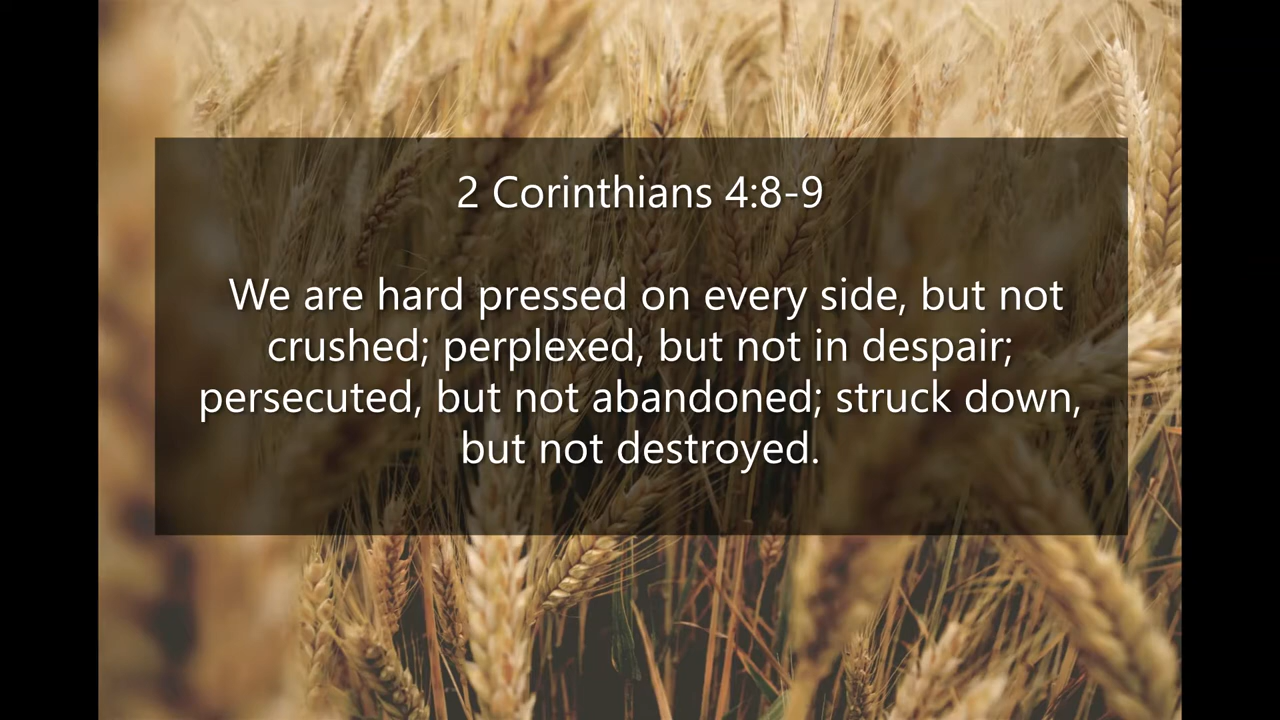 2 Corinthians 4:8-9
We are hard pressed on every side, but not
crushed; perplexed, but not in despair;
persecuted, but not abandoned; struck down,
but not destroyed.